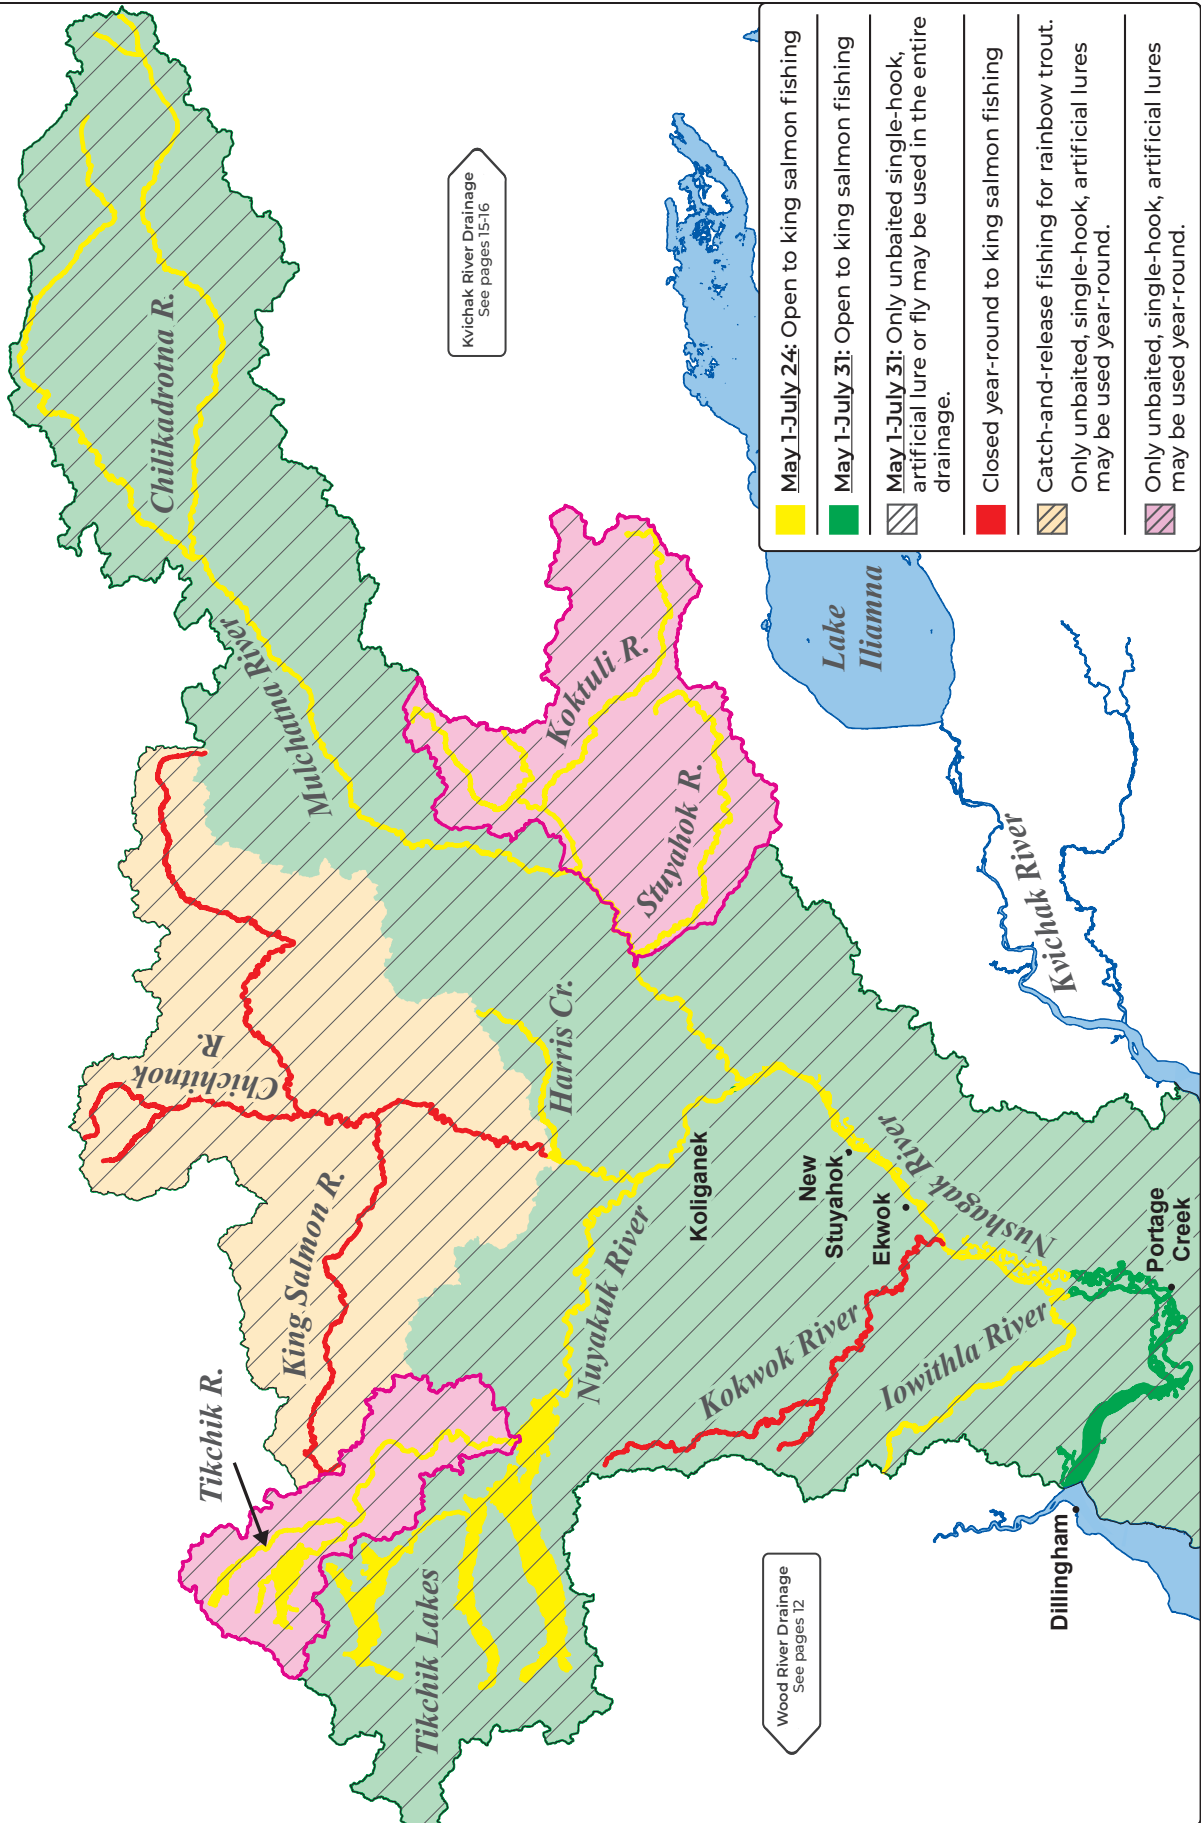 Kvichak River Drainage
See pages 15-16
Chilikadrotna R.
Mulchatna River
Koktuli R.
Stuyahok R.
Lake
Iliamna
Kvichak River
Chichitnok
R.
Harris Cr.
King Salmon R.
Tikchik R.
Nuyakuk River
Koliganek
New
Stuyahok
Ekwok
Nushagak River
Portage
Creek
Kokwok River
Iowithla River
Tikchik Lakes
Dillingham
Wood River Drainage
See pages 12
May 1-July 24: Open to king salmon fishing
May 1-July 31: Open to king salmon fishing
May 1-July 31: Only unbaited single-hook,
artificial lure or fly may be used in the entire
drainage.
Closed year-round to king salmon fishing
Catch-and-release fishing for rainbow trout.
Only unbaited, single-hook, artificial lures
may be used year-round.
Only unbaited, single-hook, artificial lures
may be used year-round.